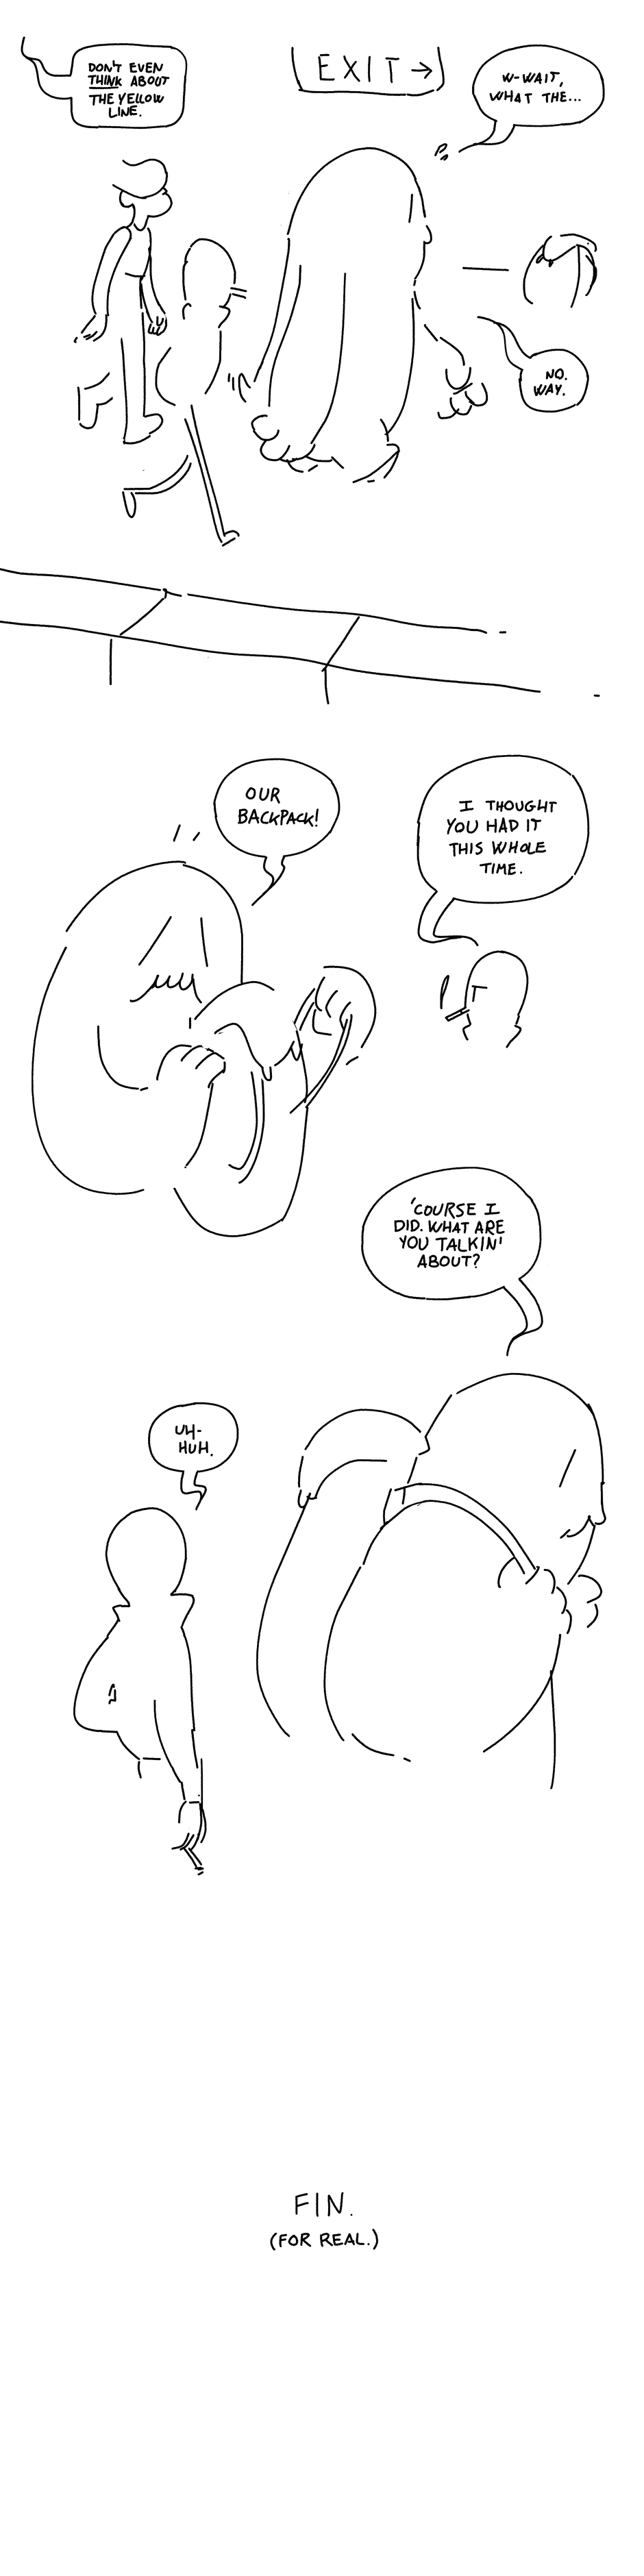 DON'T EVEN
THINK ABOUT
THE YELLOW
LINE.
EXIT→
W-WAIT,
WHAT THE...
NO.
WAY.
OUR
BACKPACK!
I THOUGHT
YOU HAD IT
THIS WHOLE
TIME.
'COURSE I
DID. WHAT ARE
YOU TALKIN'
ABOUT?
UH-
HUH.
FIN.
(FOR REAL.)